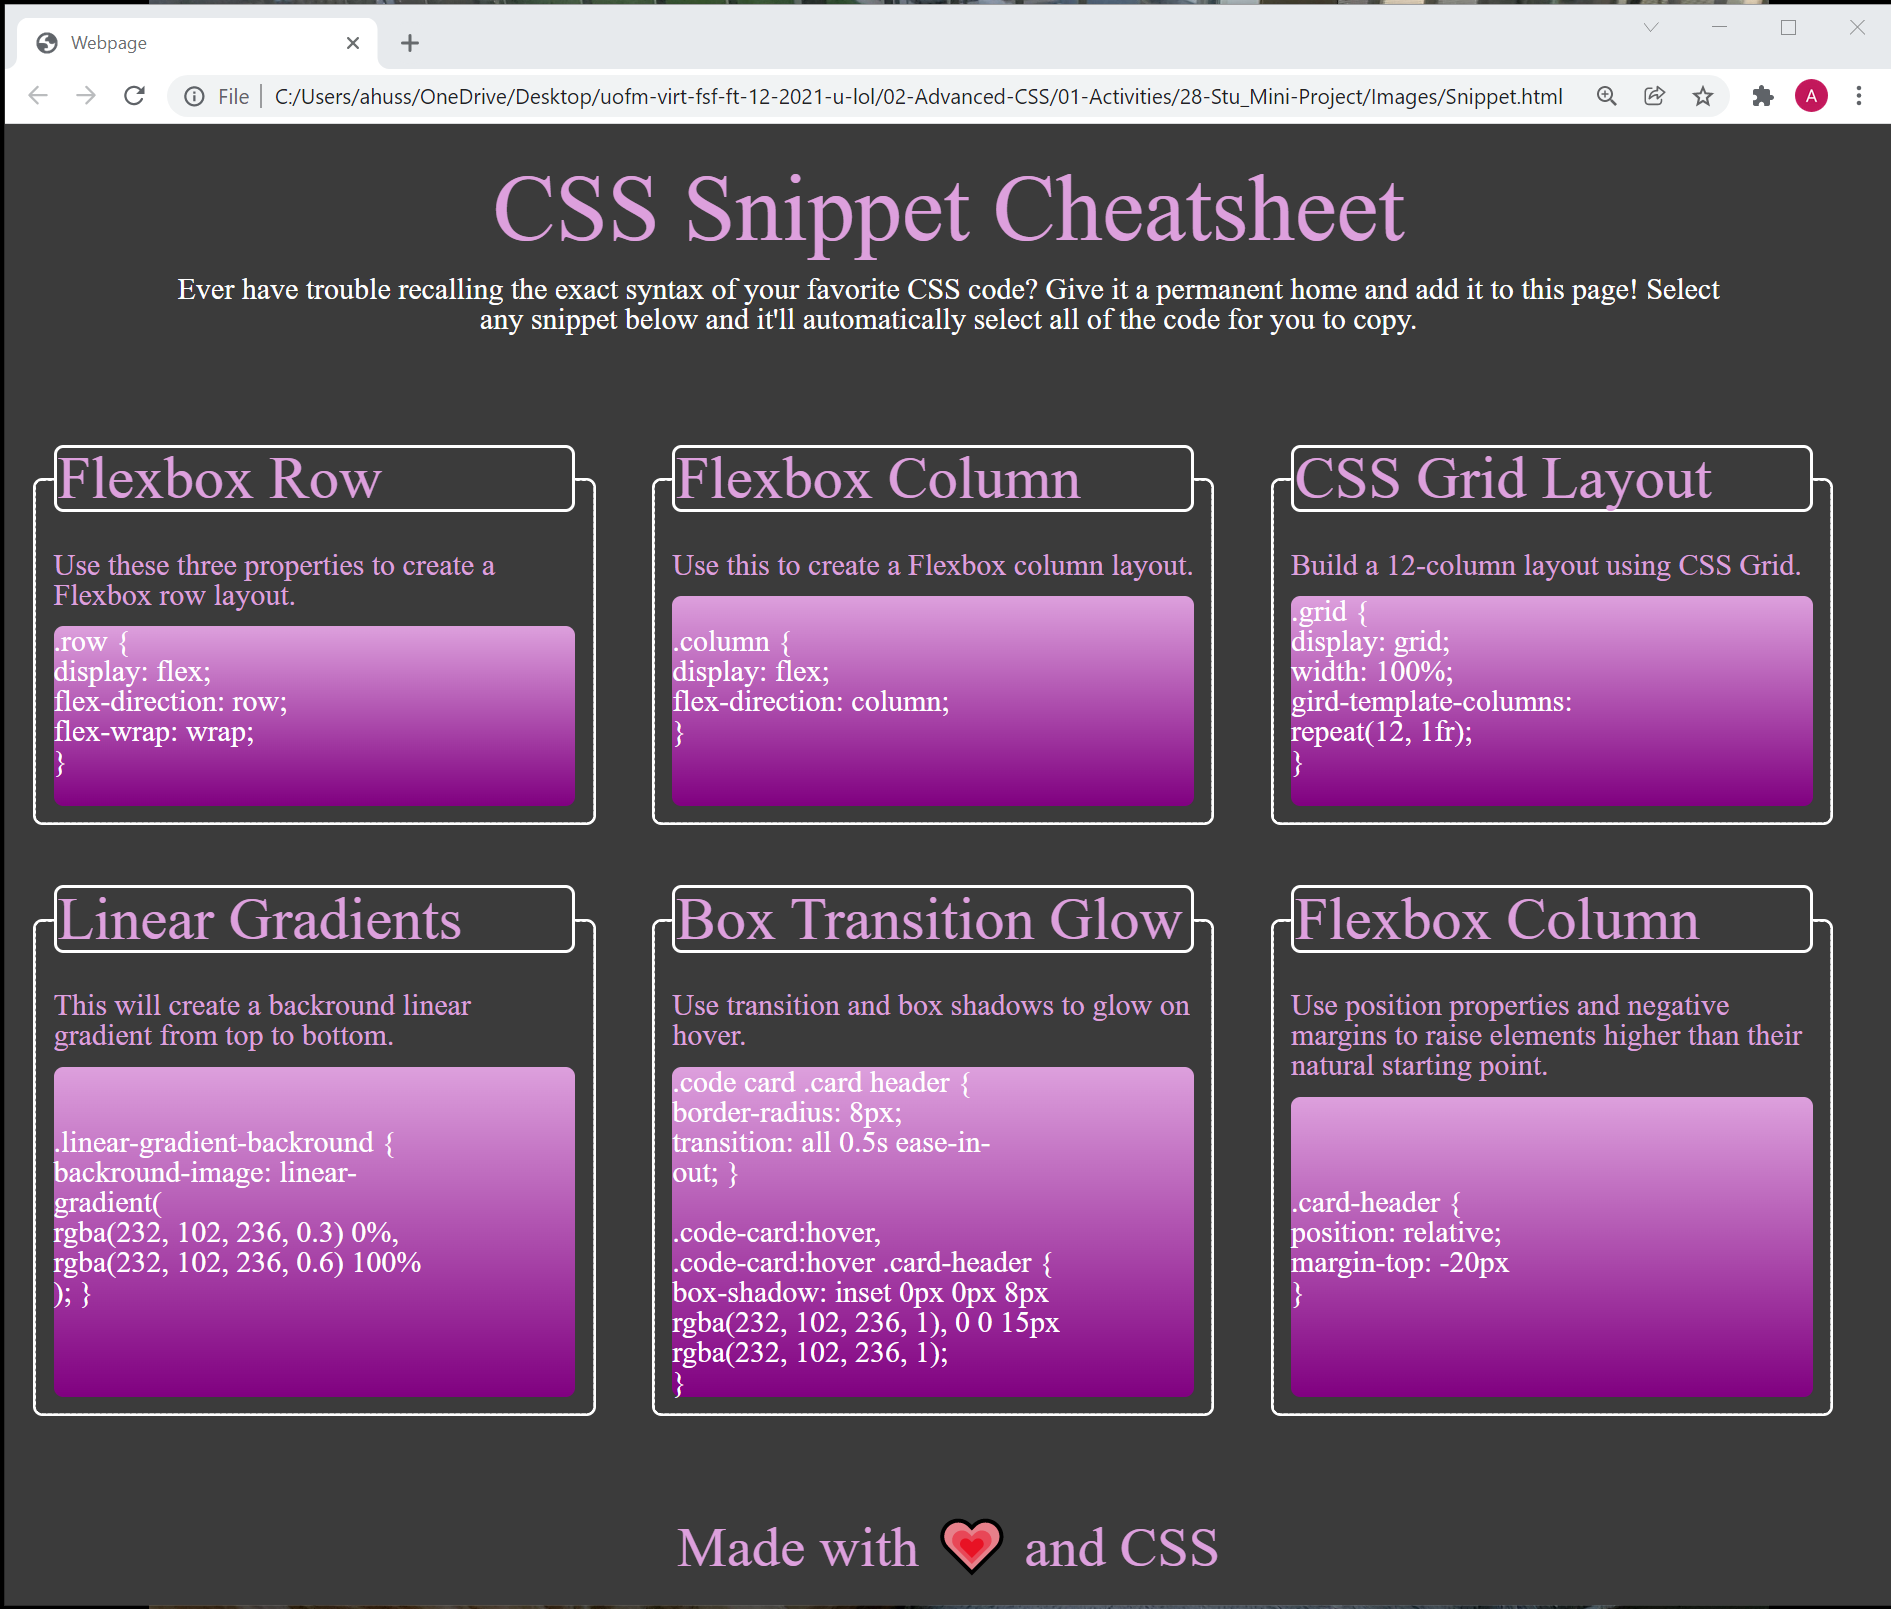 Webpage
File | C:/Users/ahuss/OneDrive/Desktop/uofm-virt-fsf-ft-12-2021-u-lol/02-Advanced-CSS/01-Activities/28-Stu_Mini-Project/Images/Snippet.html
A
CSS Snippet Cheatsheet
Ever have trouble recalling the exact syntax of your favorite CSS code? Give it a permanent home and add it to this page! Select
any snippet below and it'll automatically select all of the code for you to copy.
Flexbox Row
Use these three properties to create a
Flexbox row layout.
.row {
display: flex;
flex-direction: row;
flex-wrap: wrap;
}
Flexbox Column
Use this to create a Flexbox column layout.
.column {
display: flex;
flex-direction: column;
}
CSS Grid Layout
Build a 12-column layout using CSS Grid.
.grid {
display: grid;
width: 100%;
gird-template-columns:
repeat(12, 1fr);
}
Linear Gradients
This will create a backround linear
gradient from top to bottom.
.linear-gradient-backround {
backround-image: linear-
gradient(
rgba(232, 102, 236, 0.3) 0%,
rgba(232, 102, 236, 0.6) 100%
); }
Box Transition Glow
Use transition and box shadows to glow on
hover.
.code card .card header {
border-radius: 8px;
transition: all 0.5s ease-in-
out; }
.code-card:hover,
.code-card:hover .card-header {
box-shadow: inset 0px 0px 8px
rgba(232, 102, 236, 1), 0 0 15px
rgba(232, 102, 236, 1);
}
Flexbox Column
Use position properties and negative
margins to raise elements higher than their
natural starting point.
.card-header {
position: relative;
margin-top: -20px
}
Made with and CSS